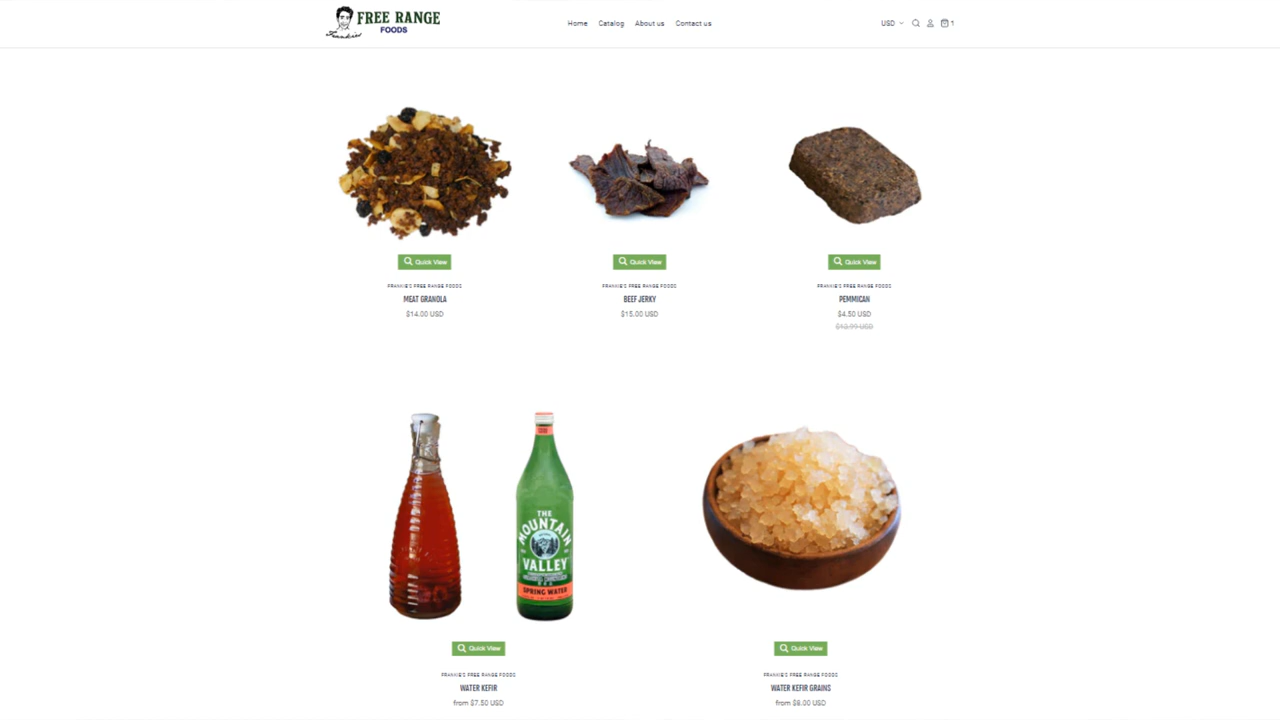 FREE RANGE
FOODS
Frankies
Home Catalog About us Contact us
USD
1
Quick View Quick View Quick View
FRANKIE'S FREE RANGE FOODS FRANKIE'S FREE RANGE FOODS FRANKIE'S FREE RANGE FOODS
MEAT GRANOLA BEEF JERKY PEMMICAN
$14.00 USD $15.00 USD $4.50 USD
THE
MOUNTAIN
VALLEY
SPRING WATER
Quick View Quick View
FRANKIE'S FREE RANGE FOODS FRANKIE'S FREE RANGE FOODS
WATER KEFIR WATER KEFIR GRAINS
from $7.50 USD from $8.00 USD